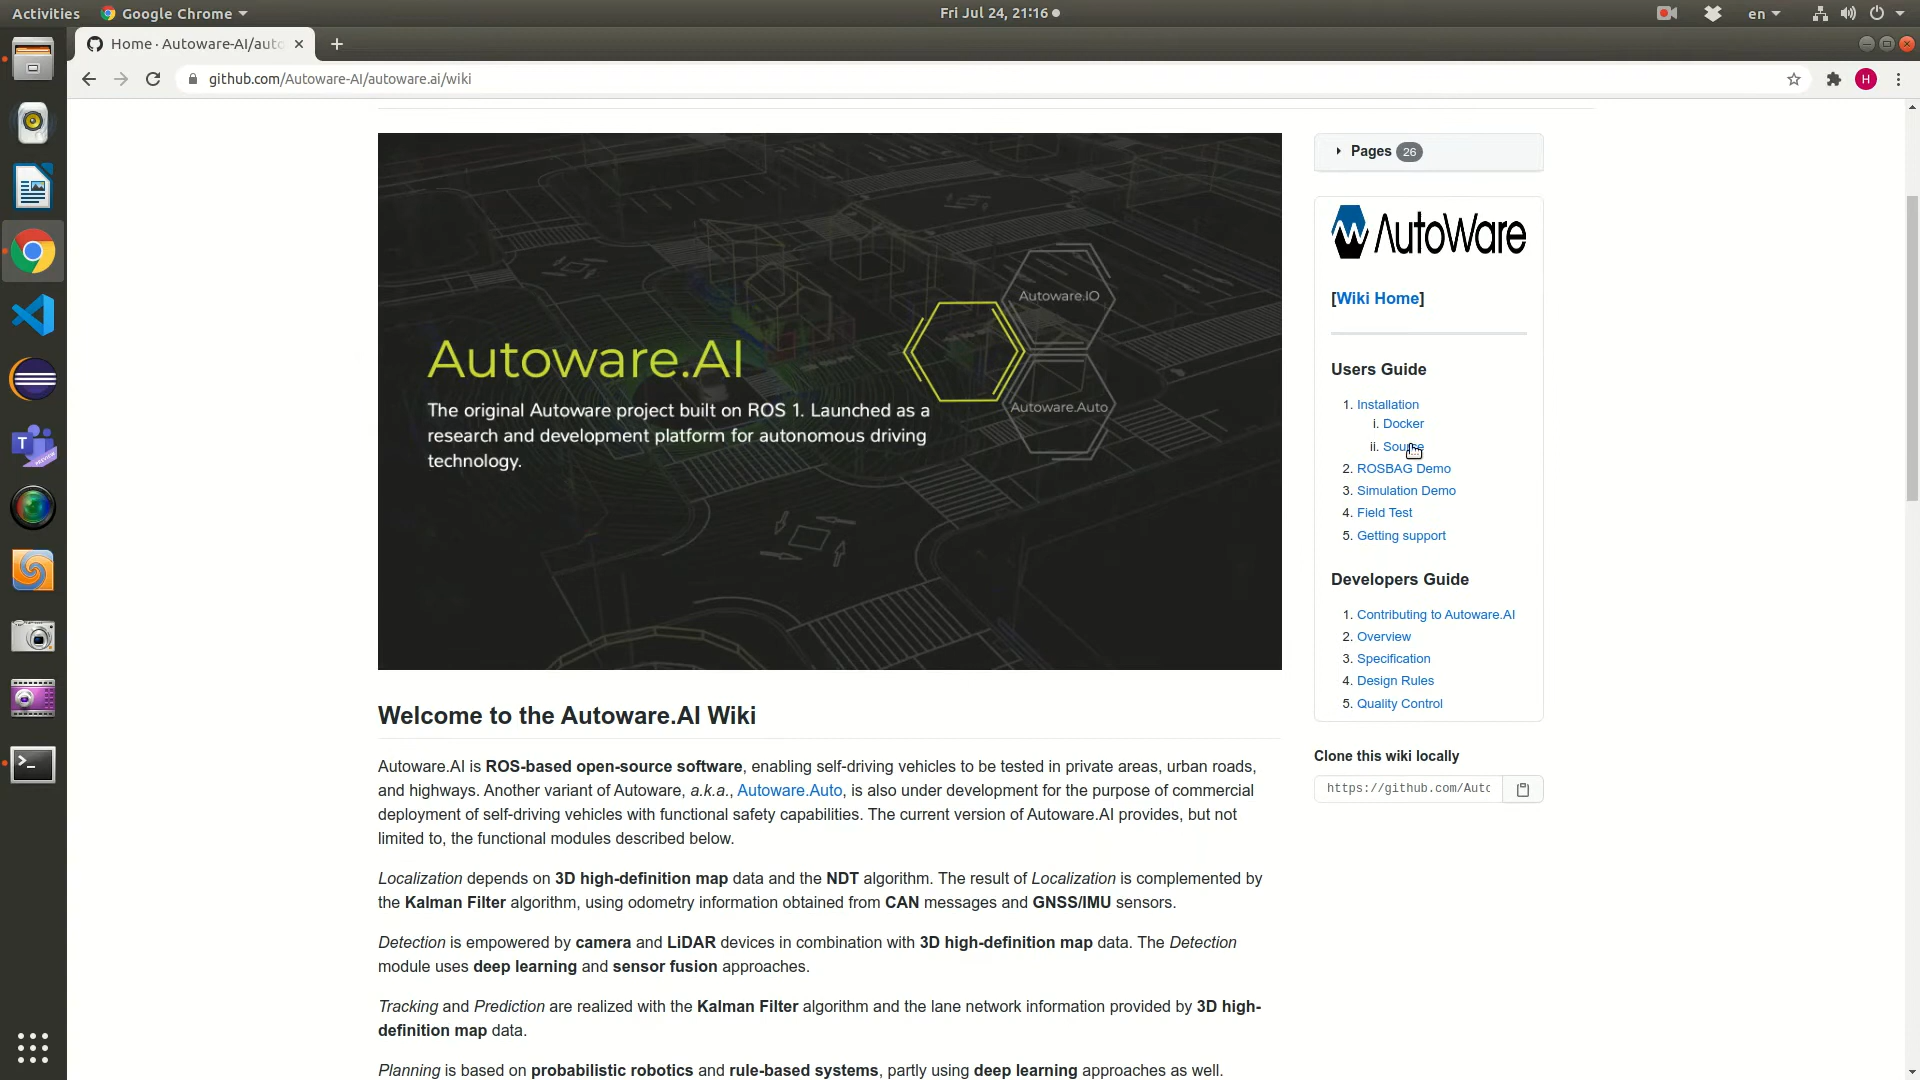 Activities
Google Chrome
Fri Jul 24, 21:16
en
Home · Autoware-AI/auto
github.com/Autoware-AI/autoware.ai/wiki
H
Autoware.AI
The original Autoware project built on ROS 1. Launched as a
research and development platform for autonomous driving
technology.
Autoware.IO
Autoware.Auto
Welcome to the Autoware.AI Wiki
Autoware.AI is ROS-based open-source software, enabling self-driving vehicles to be tested in private areas, urban roads,
and highways. Another variant of Autoware, a.k.a., Autoware.Auto, is also under development for the purpose of commercial
deployment of self-driving vehicles with functional safety capabilities. The current version of Autoware.AI provides, but not
limited to, the functional modules described below.
Localization depends on 3D high-definition map data and the NDT algorithm. The result of Localization is complemented by
the Kalman Filter algorithm, using odometry information obtained from CAN messages and GNSS/IMU sensors.
Detection is empowered by camera and LiDAR devices in combination with 3D high-definition map data. The Detection
module uses deep learning and sensor fusion approaches.
Tracking and Prediction are realized with the Kalman Filter algorithm and the lane network information provided by 3D high-
definition map data.
Planning is based on probabilistic robotics and rule-based systems, partly using deep learning approaches as well.
Pages 26
AutoWare
[Wiki Home]
Users Guide
1. Installation
i. Docker
ii. Source
2. ROSBAG Demo
3. Simulation Demo
4. Field Test
5. Getting support
Developers Guide
1. Contributing to Autoware.AI
2. Overview
3. Specification
4. Design Rules
5. Quality Control
Clone this wiki locally
https://github.com/Autc